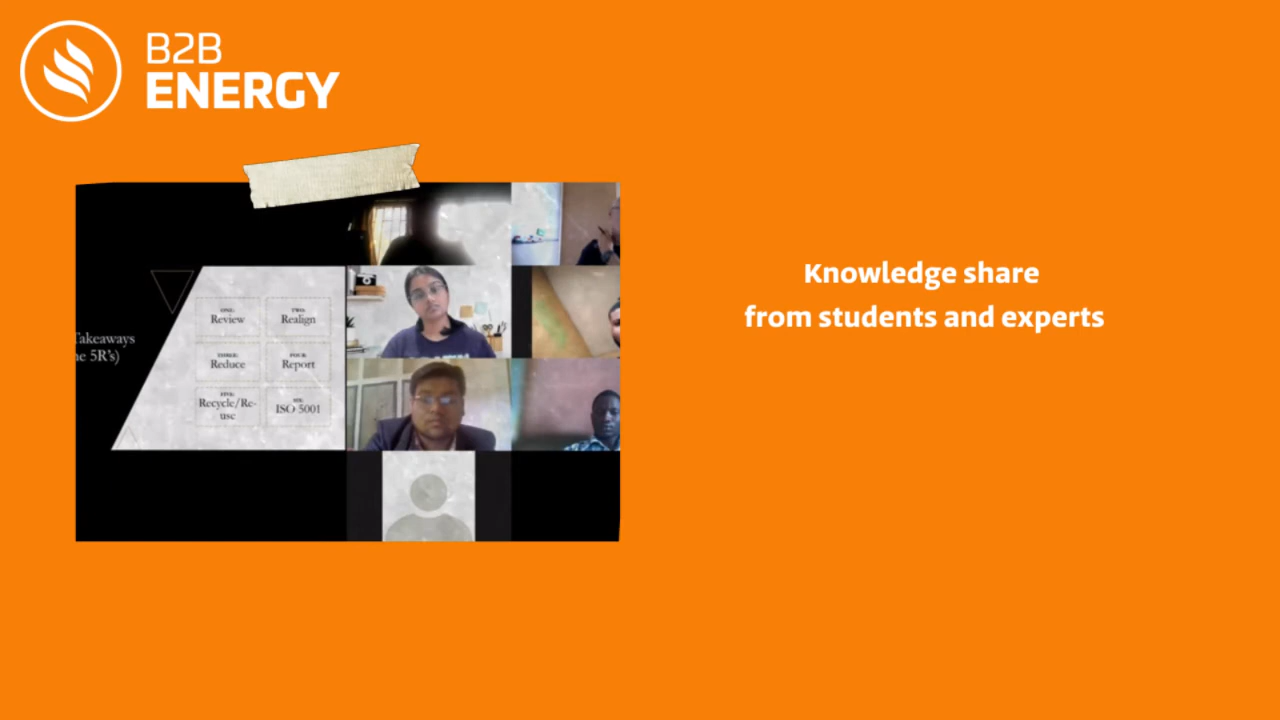 B2B
ENERGY
Takeaways
he 5R's)
ONE:
Review
TWO:
Realign
THREE:
Reduce
FOUR:
Report
FIVE:
Recycle/Re-
use
SIX:
ISO 5001
Knowledge share
from students and experts